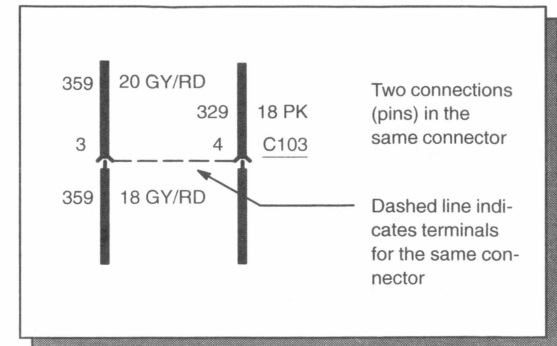 359 20 GY/RD
329 18 PK
3 4 C103
359 18 GY/RD
Two connections
(pins) in the
same connector
Dashed line indi-
cates terminals
for the same con-
nector